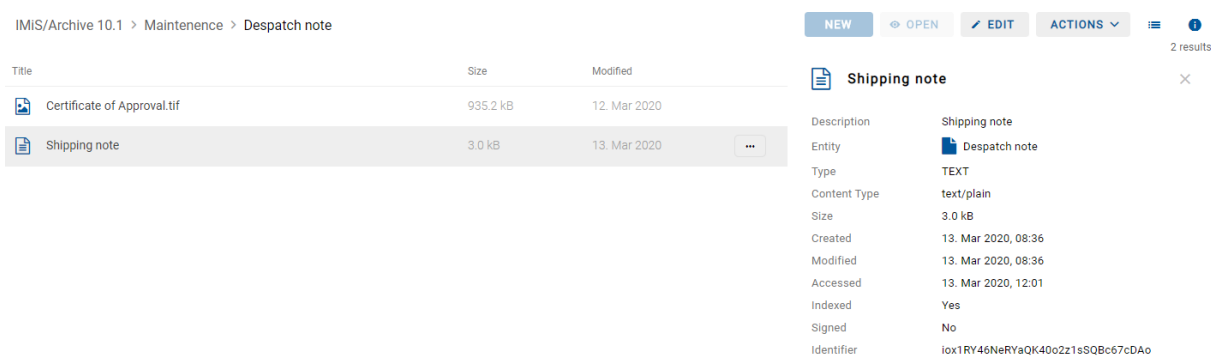 IMiS/Archive 10.1 > Maintenence > Despatch note
NEW OPEN EDIT ACTIONS
2 results
Title Size Modified
Certificate of Approval.tif 935.2 kB 12. Mar 2020
Shipping note 3.0 kB 13. Mar 2020 ...
Shipping note
Description Shipping note
Entity Despatch note
Type TEXT
Content Type text/plain
Size 3.0 kB
Created 13. Mar 2020, 08:36
Modified 13. Mar 2020, 08:36
Accessed 13. Mar 2020, 12:01
Indexed Yes
Signed No
Identifier iox1RY46NeRYaQK40o2z1sSQBc67cDAo